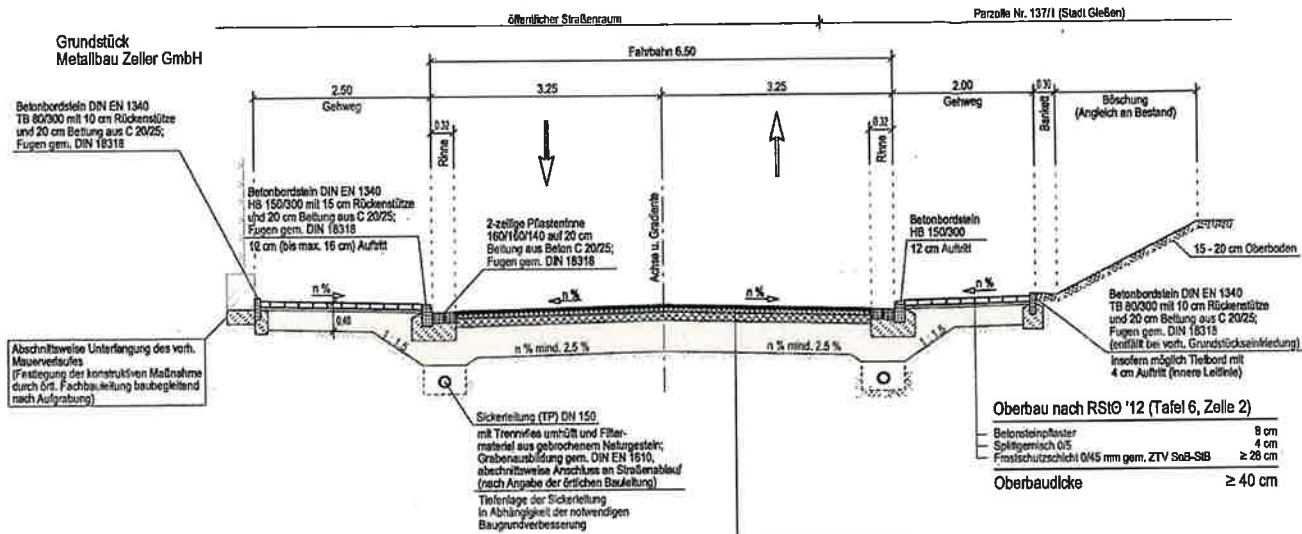 öffentlicher Straßenraum
Parzelle Nr. 137/1 (Stadt Gießen)
Grundstück
Metallbau Zeller GmbH
Fahrbahn 6.50
2.50
Gehweg
3.25
3.25
2.00
Gehweg
0.30
Bankett
Böschung
(Angleich an Bestand)
0.32
Rinne
0.32
Rinne
Achse u. Gradiente
Betonbordstein DIN EN 1340
TB 80/300 mit 10 cm Rückenstütze
und 20 cm Bettung aus C 20/25;
Fugen gem. DIN 18318
Betonbordstein DIN EN 1340
HB 150/300 mit 15 cm Rückenstütze
und 20 cm Bettung aus C 20/25;
Fugen gem. DIN 18318
12 cm (bis max. 16 cm) Auftritt
2-zeilige Pflasterrinne
160/160/140 auf 20 cm
Bettung aus Beton C 20/25;
Fugen gem. DIN 18318
Betonbordstein
HB 150/300
12 cm Auftritt
15 - 20 cm Oberboden
n %
n %
n %
n %
0.40
1 : 1.5
n % mind. 2.5 %
n % mind. 2.5 %
1 : 1.5
Betonbordstein DIN EN 1340
TB 80/300 mit 10 cm Rückenstütze
und 20 cm Bettung aus C 20/25;
Fugen gem. DIN 18318
(entfällt bei vorh. Grundstückseinfriedung)
Insofern möglich Tiefbord mit
4 cm Auftritt (innere Leitlinie)
Abschnittsweise Unterfangung des vorh.
Mauerverlaufes
(Festlegung der konstruktiven Maßnahme
durch örtl. Fachbauleitung baubegleitend
nach Aufgrabung)
Sickerleitung (TP) DN 150
mit Trennvlies umhüllt und Filter-
material aus gebrochenem Naturgestein;
Grabenausbildung gem. DIN EN 1610,
abschnittsweise Anschluss an Straßenablauf
(nach Angabe der örtlichen Bauleitung)
Tiefenlage der Sickerleitung
in Abhängigkeit der notwendigen
Baugrundverbesserung
Oberbau nach RStO '12 (Tafel 6, Zeile 2)
Betonsteinpflaster 8 cm
Splittgemisch 0/5 4 cm
Frostschutzschicht 0/45 mm gem. ZTV SoB-StB ≥ 28 cm
Oberbaudicke ≥ 40 cm